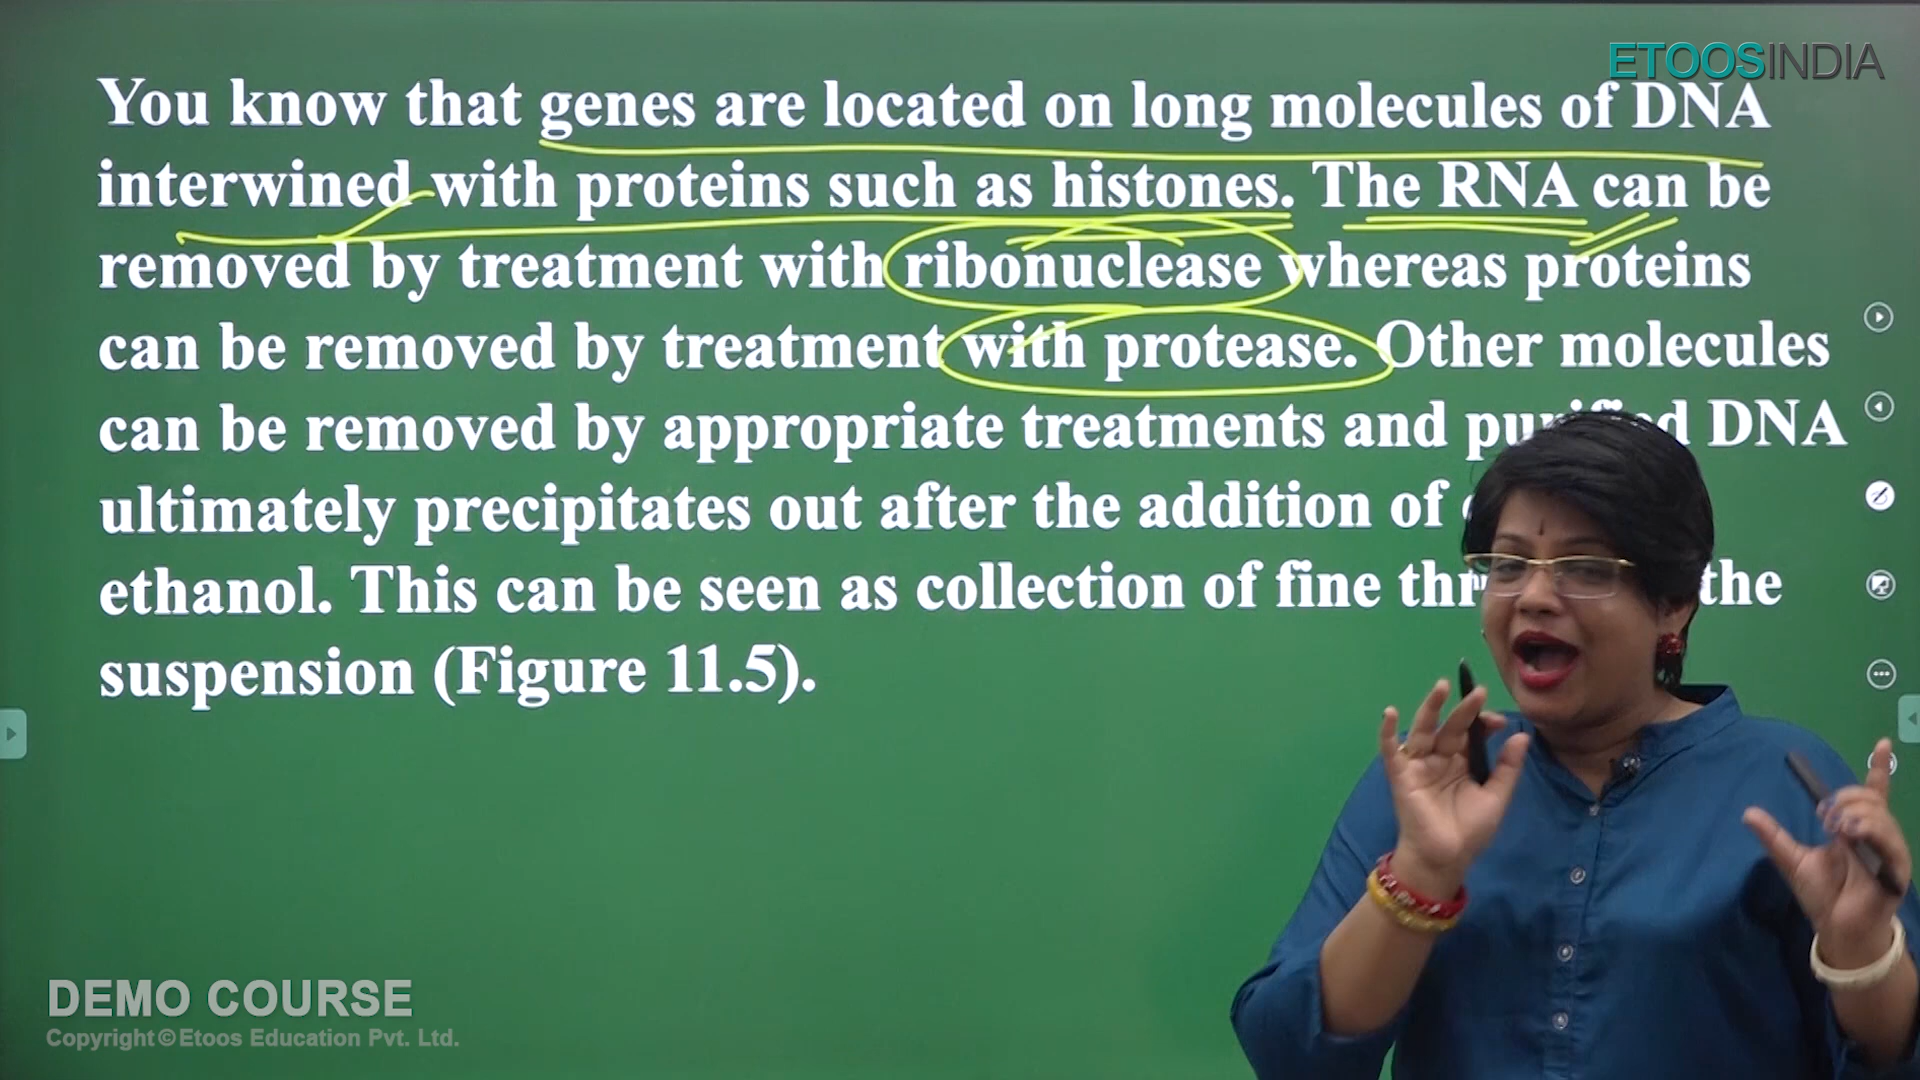 ETOOSINDIA
You know that genes are located on long molecules of DNA
interwined with proteins such as histones. The RNA can be
removed by treatment with ribonuclease whereas proteins
can be removed by treatment with protease. Other molecules
can be removed by appropriate treatments and purified DNA
ultimately precipitates out after the addition of
ethanol. This can be seen as collection of fine the
suspension (Figure 11.5).
DEMO COURSE
Copyright © Etoos Education Pvt. Ltd.